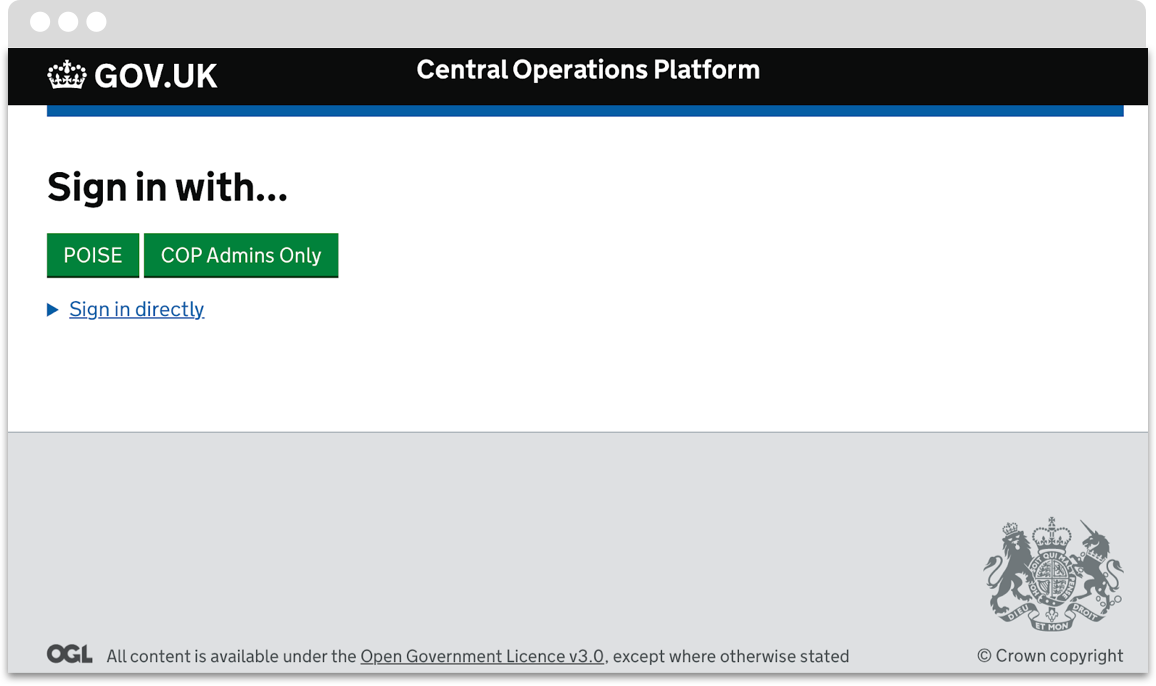 GOV.UK
Central Operations Platform
Sign in with...
POISE
COP Admins Only
Sign in directly
DIEU ET MON DROIT
OGL All content is available under the Open Government Licence v3.0, except where otherwise stated
© Crown copyright